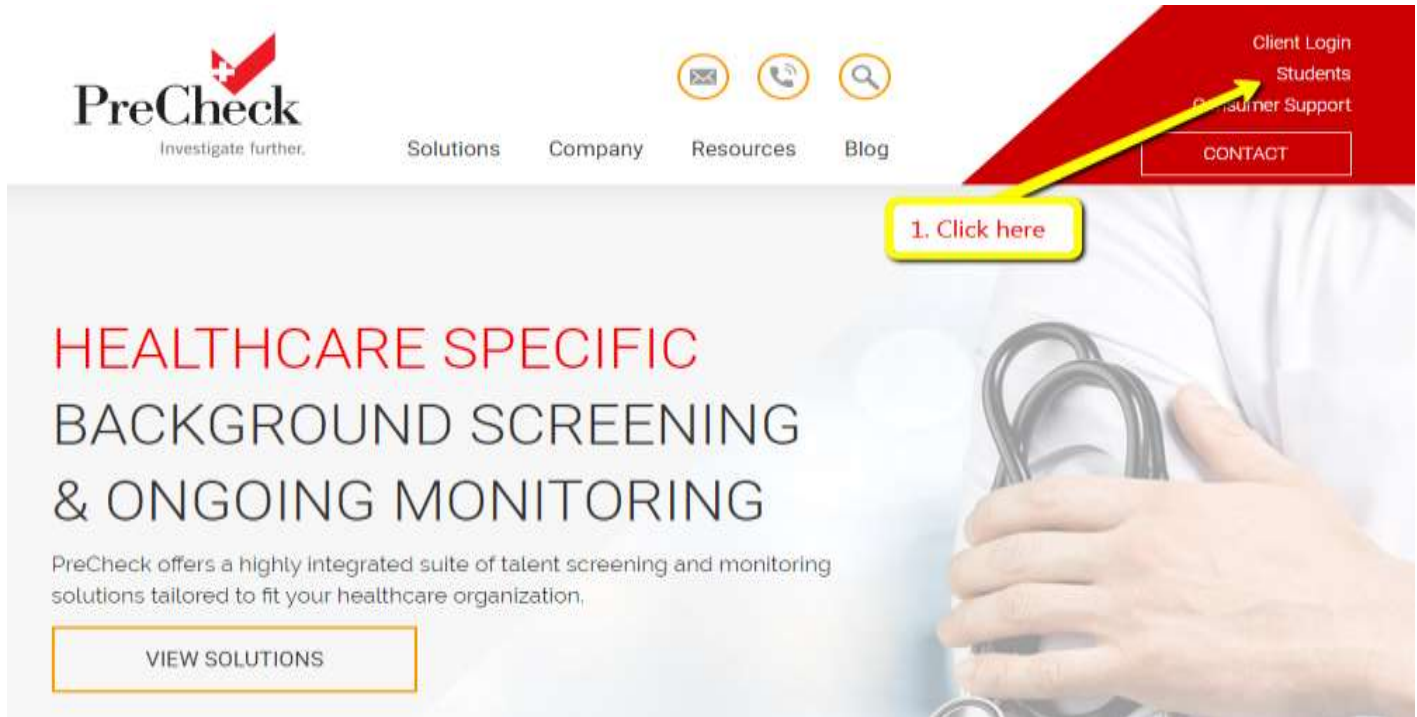 PreCheck
Investigate further.
Solutions
Company
Resources
Blog
Client Login
Students
Consumer Support
CONTACT
1. Click here
HEALTHCARE SPECIFIC
BACKGROUND SCREENING
& ONGOING MONITORING
PreCheck offers a highly integrated suite of talent screening and monitoring
solutions tailored to fit your healthcare organization.
VIEW SOLUTIONS